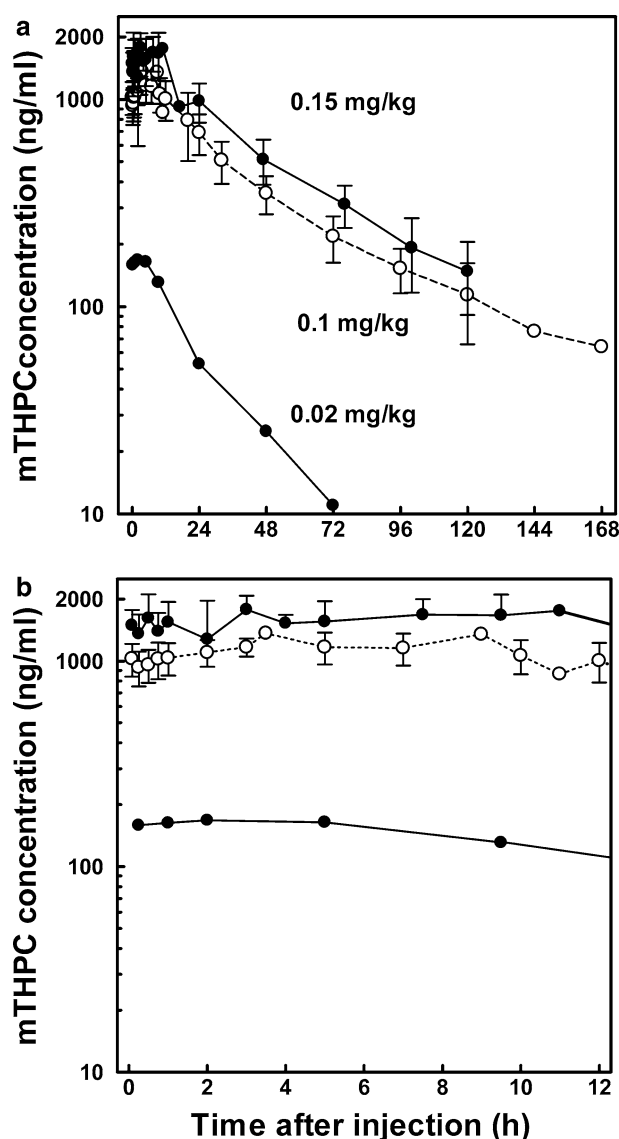 a
2000
1000
100
10
mTHPCconcentration (ng/ml)
0.15 mg/kg
0.1 mg/kg
0.02 mg/kg
0 24 48 72 96 120 144 168
b
2000
1000
100
10
mTHPC concentration (ng/ml)
0 2 4 6 8 10 12
Time after injection (h)